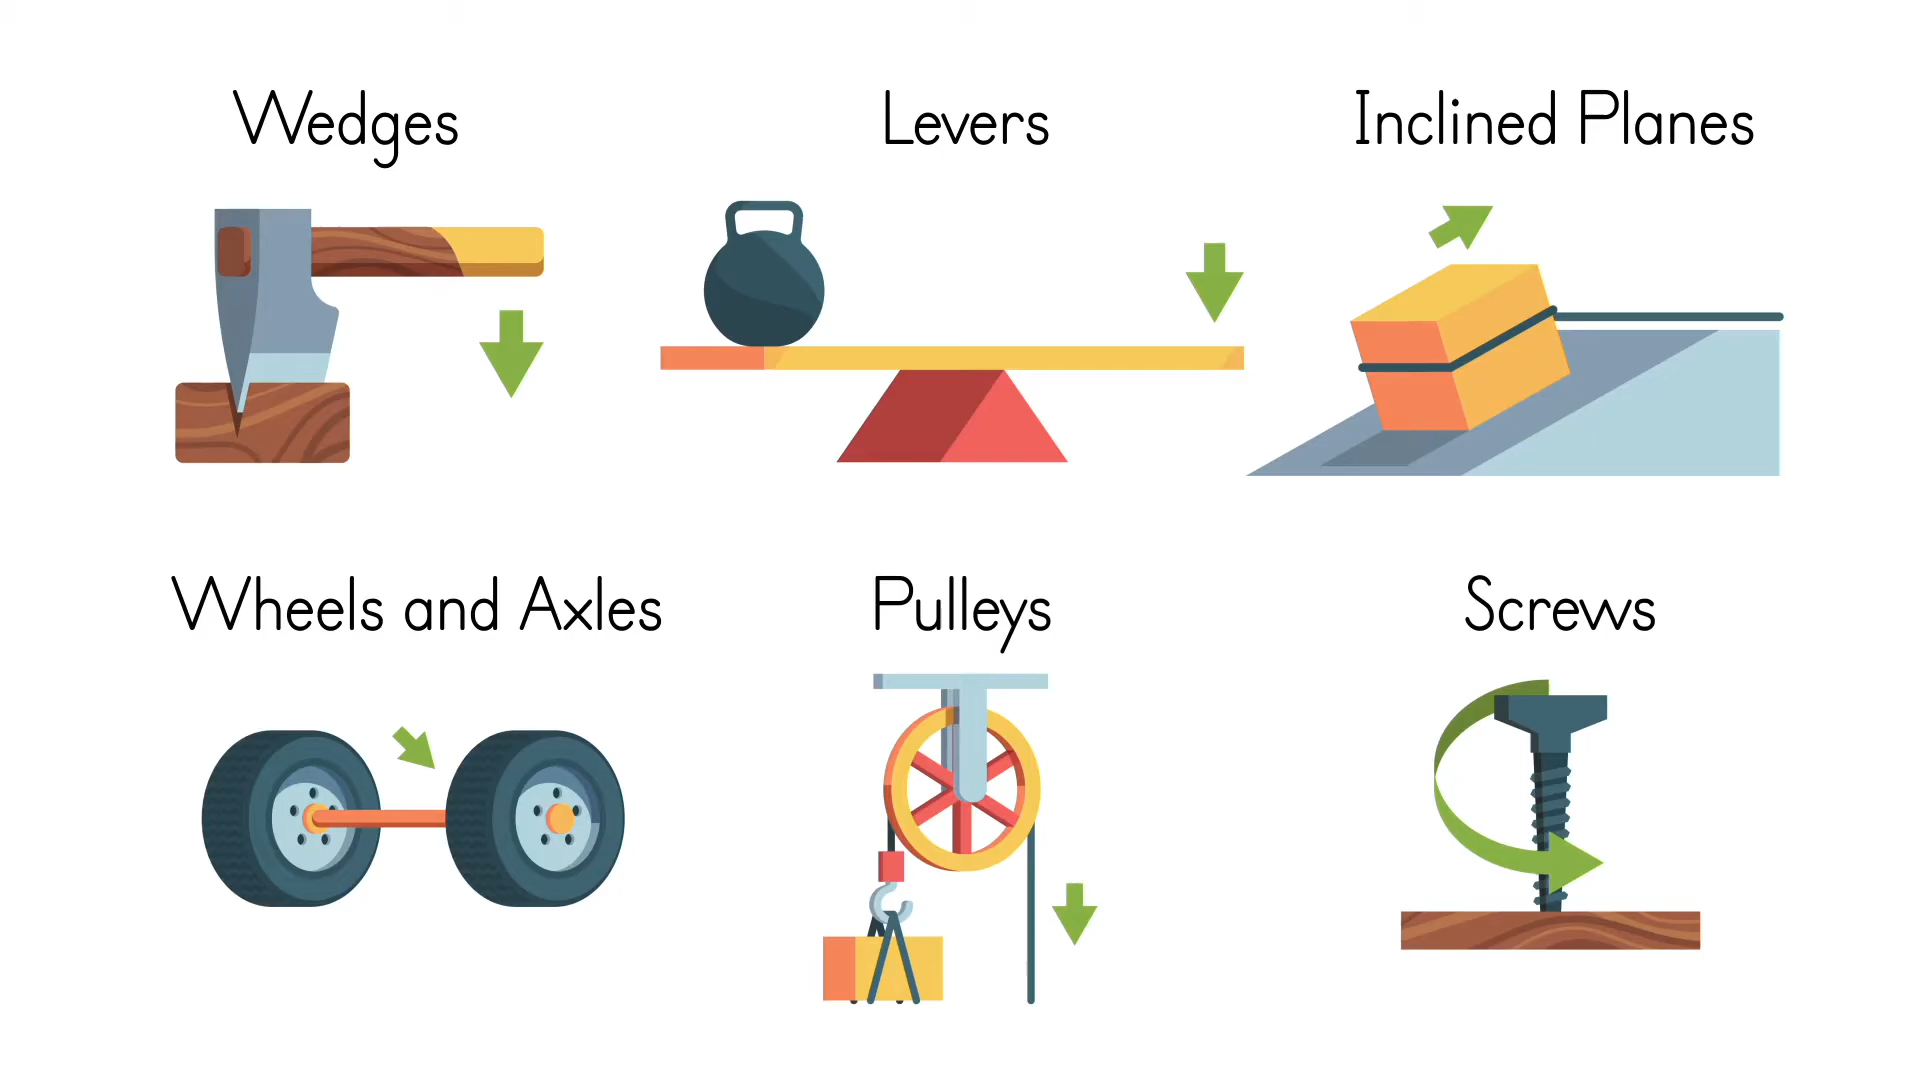 Wedges
Levers
Inclined Planes
Wheels and Axles
Pulleys
Screws